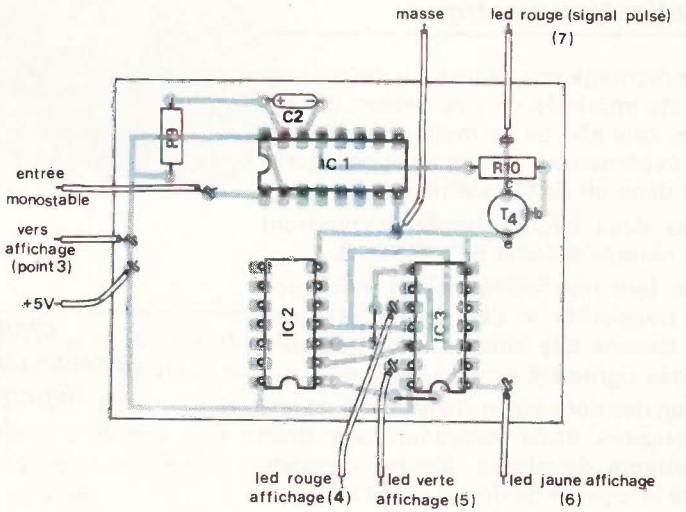 masse
led rouge (signal pulsé)
(7)
C2
+
R9
IC 1
R10
c
T4
b
e
entrée
monostable
vers
affichage
(point 3)
+5V
IC 2
IC 3
led rouge
affichage (4)
led verte
affichage (5)
led jaune affichage
(6)